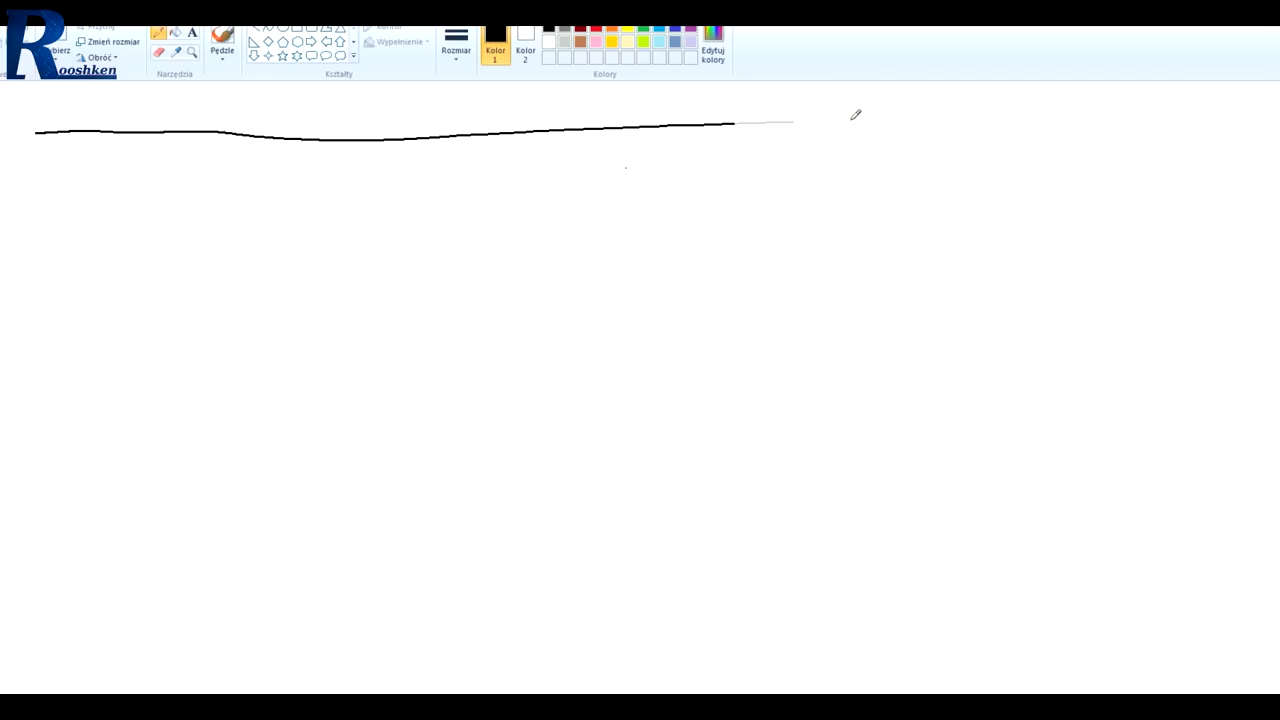 Rooshken
Zmień rozmiar
Obróć
Narzędzia
Pędzle
Kształty
Wypełnienie
Rozmiar
Kolor
1
Kolor
2
Kolory
Edytuj
kolory